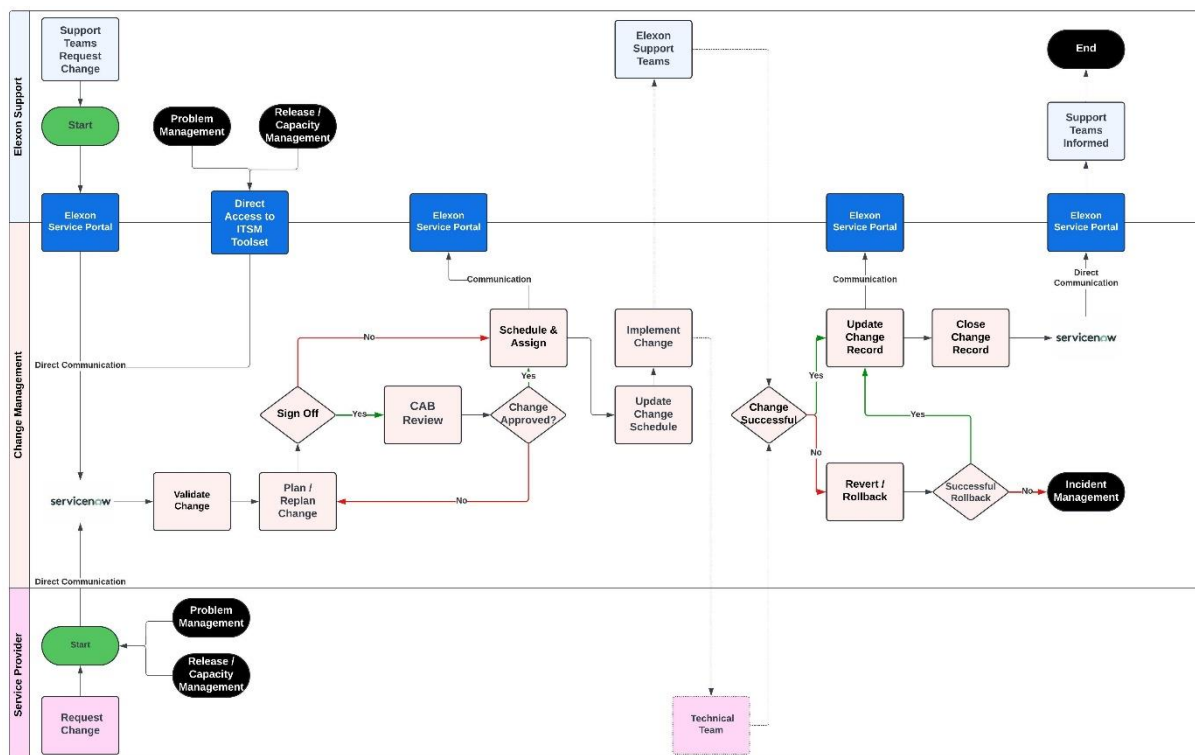 Elexon Support
Support
Teams
Request
Change
Start
Problem
Management
Release /
Capacity
Management
Elexon
Support
Teams
End
Support
Teams
Informed
Elexon
Service Portal
Direct
Access to
ITSM
Toolset
Elexon
Service Portal
Elexon
Service Portal
Elexon
Service Portal
Change Management
Communication
Communication
Direct
Communication
Direct Communication
No
Schedule &
Assign
Implement
Change
Update
Change
Record
Close
Change
Record
servicenow
Yes
Yes
Sign Off
Yes
CAB
Review
Change
Approved?
Update
Change
Schedule
Change
Successful
Yes
No
servicenow
Validate
Change
Plan /
Replan
Change
No
Revert /
Rollback
Successful
Rollback
No
Incident
Management
Direct Communication
Service Provider
Start
Problem
Management
Release /
Capacity
Management
Request
Change
Technical
Team